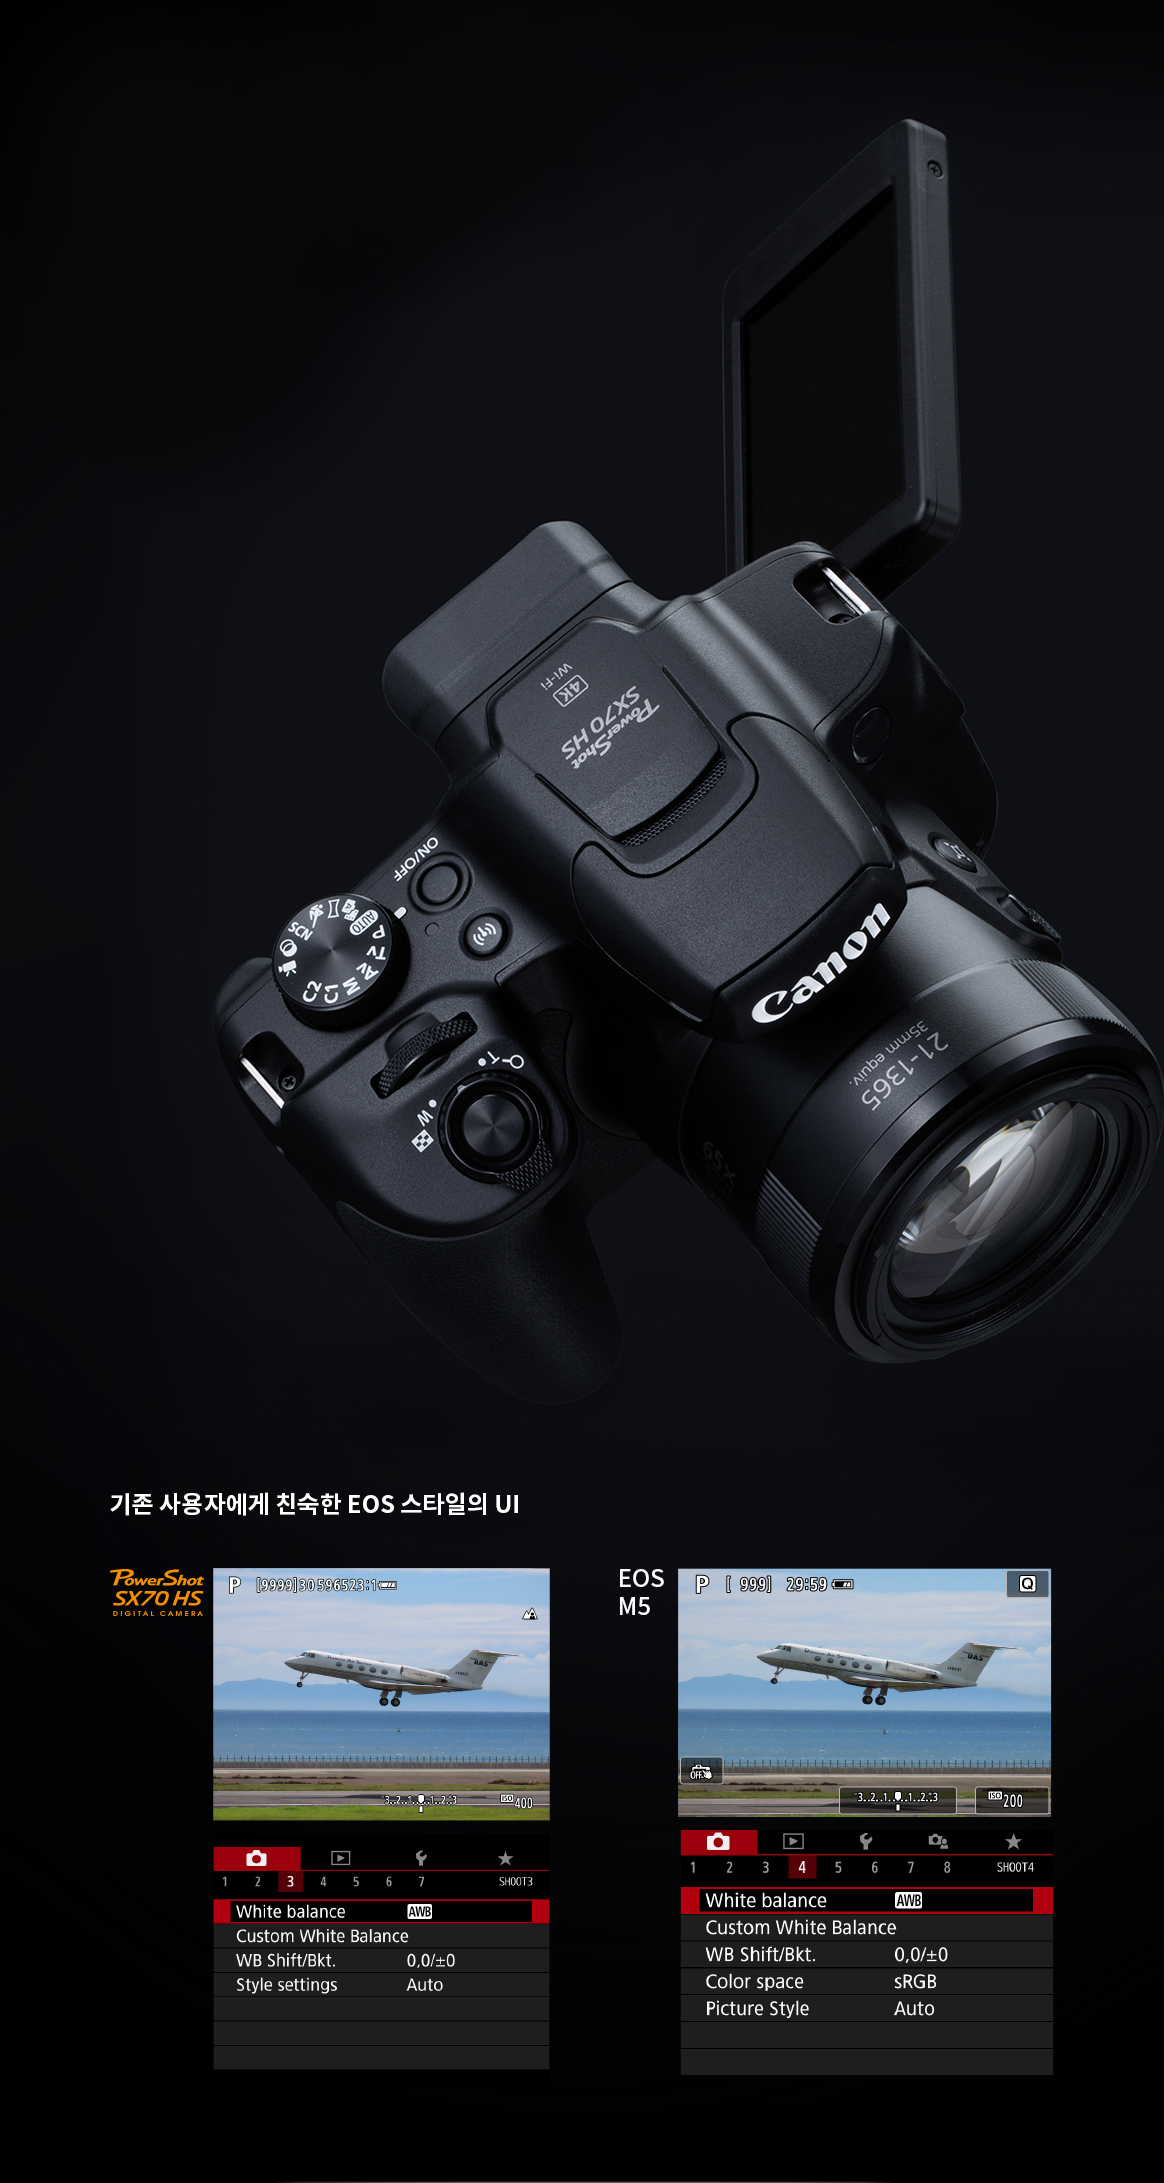 WI-Fi
4K
PowerShot
SX70 HS
ON/OFF
AUTO
P
Tv
Av
M
C1
C2
SCN
T
W
Canon
35mm equiv.
21-1365
65X
기존 사용자에게 친숙한 EOS 스타일의 UI
PowerShot
SX70 HS
DIGITAL CAMERA
P [9999]30 596523:1
DAS
3..2..1..0..1..2..:3 ISO 400
1 2 3 4 5 6 7 SHOOT3
White balance AWB
Custom White Balance
WB Shift/Bkt. 0,0/±0
Style settings Auto
EOS
M5
P [ 999] 29:59 Q
DAS
OFF
3..2..1..0..1..2..:3 ISO 200
1 2 3 4 5 6 7 8 SHOOT4
White balance AWB
Custom White Balance
WB Shift/Bkt. 0,0/±0
Color space sRGB
Picture Style Auto